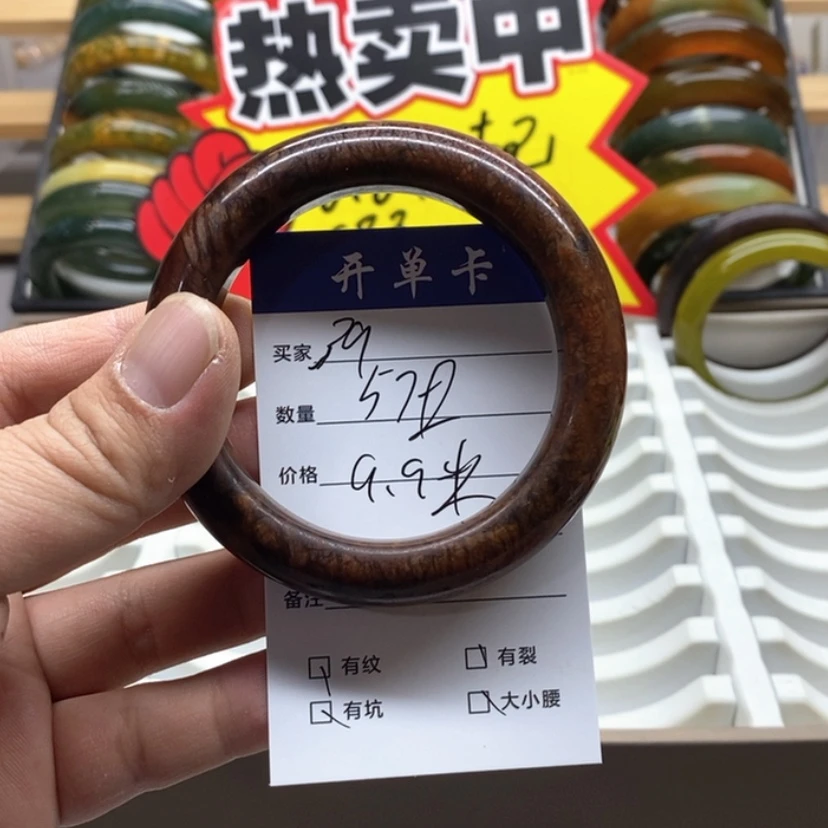 热卖中
开单卡
买家
数量 57
价格 9.9米
备注
有纹 有裂
有坑 大小腰